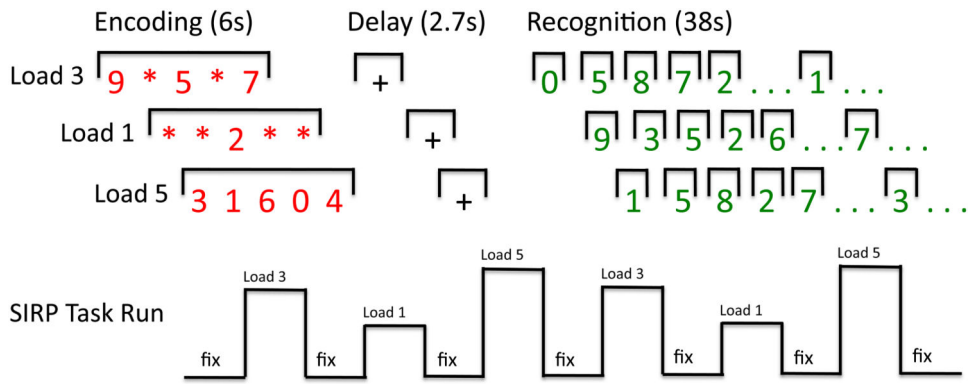 Encoding (6s) Delay (2.7s) Recognition (38s)
Load 3 9 * 5 * 7 + 0 5 8 7 2 . . . 1 . . .
Load 1 * * 2 * * + 9 3 5 2 6 . . . 7 . . .
Load 5 3 1 6 0 4 + 1 5 8 2 7 . . . 3 . . .
Load 5 Load 5
Load 3 Load 3
Load 1 Load 1
SIRP Task Run
fix fix fix fix fix fix fix